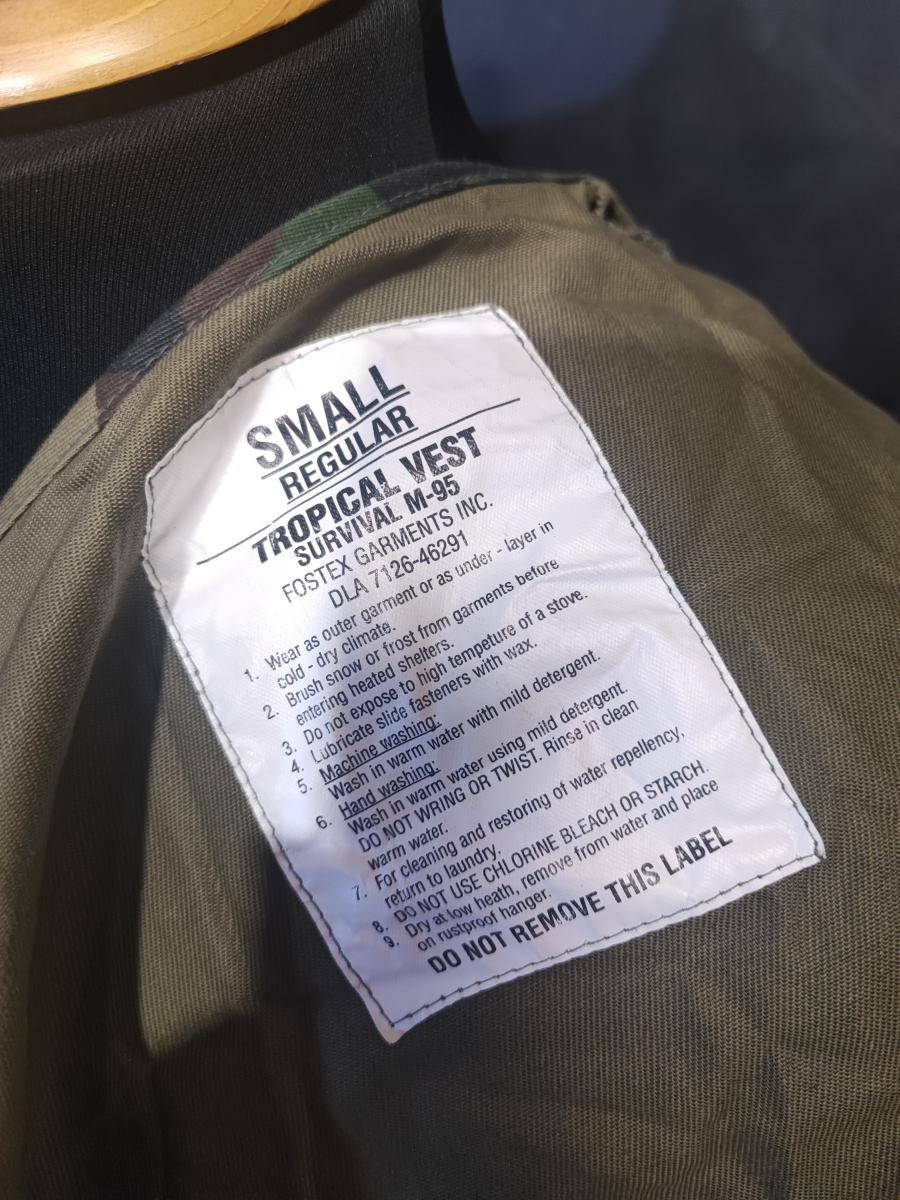 SMALL
REGULAR
TROPICAL VEST
SURVIVAL M-95
FOSTEX GARMENTS INC.
DLA 7126-46291
1. Wear as outer garment or as under - layer in
cold - dry climate.
2. Brush snow or frost from garments before
entering heated shelters.
3. Do not expose to high tempeture of a stove.
4. Lubricate slide fasteners with wax.
5. Machine washing:
Wash in warm water with mild detergent.
6. Hand washing:
Wash in warm water using mild detergent.
DO NOT WRING OR TWIST. Rinse in clean
warm water.
7. For cleaning and restoring of water repellency,
return to laundry.
8. DO NOT USE CHLORINE BLEACH OR STARCH.
9. Dry at low heath, remove from water and place
on rustproof hanger.
DO NOT REMOVE THIS LABEL